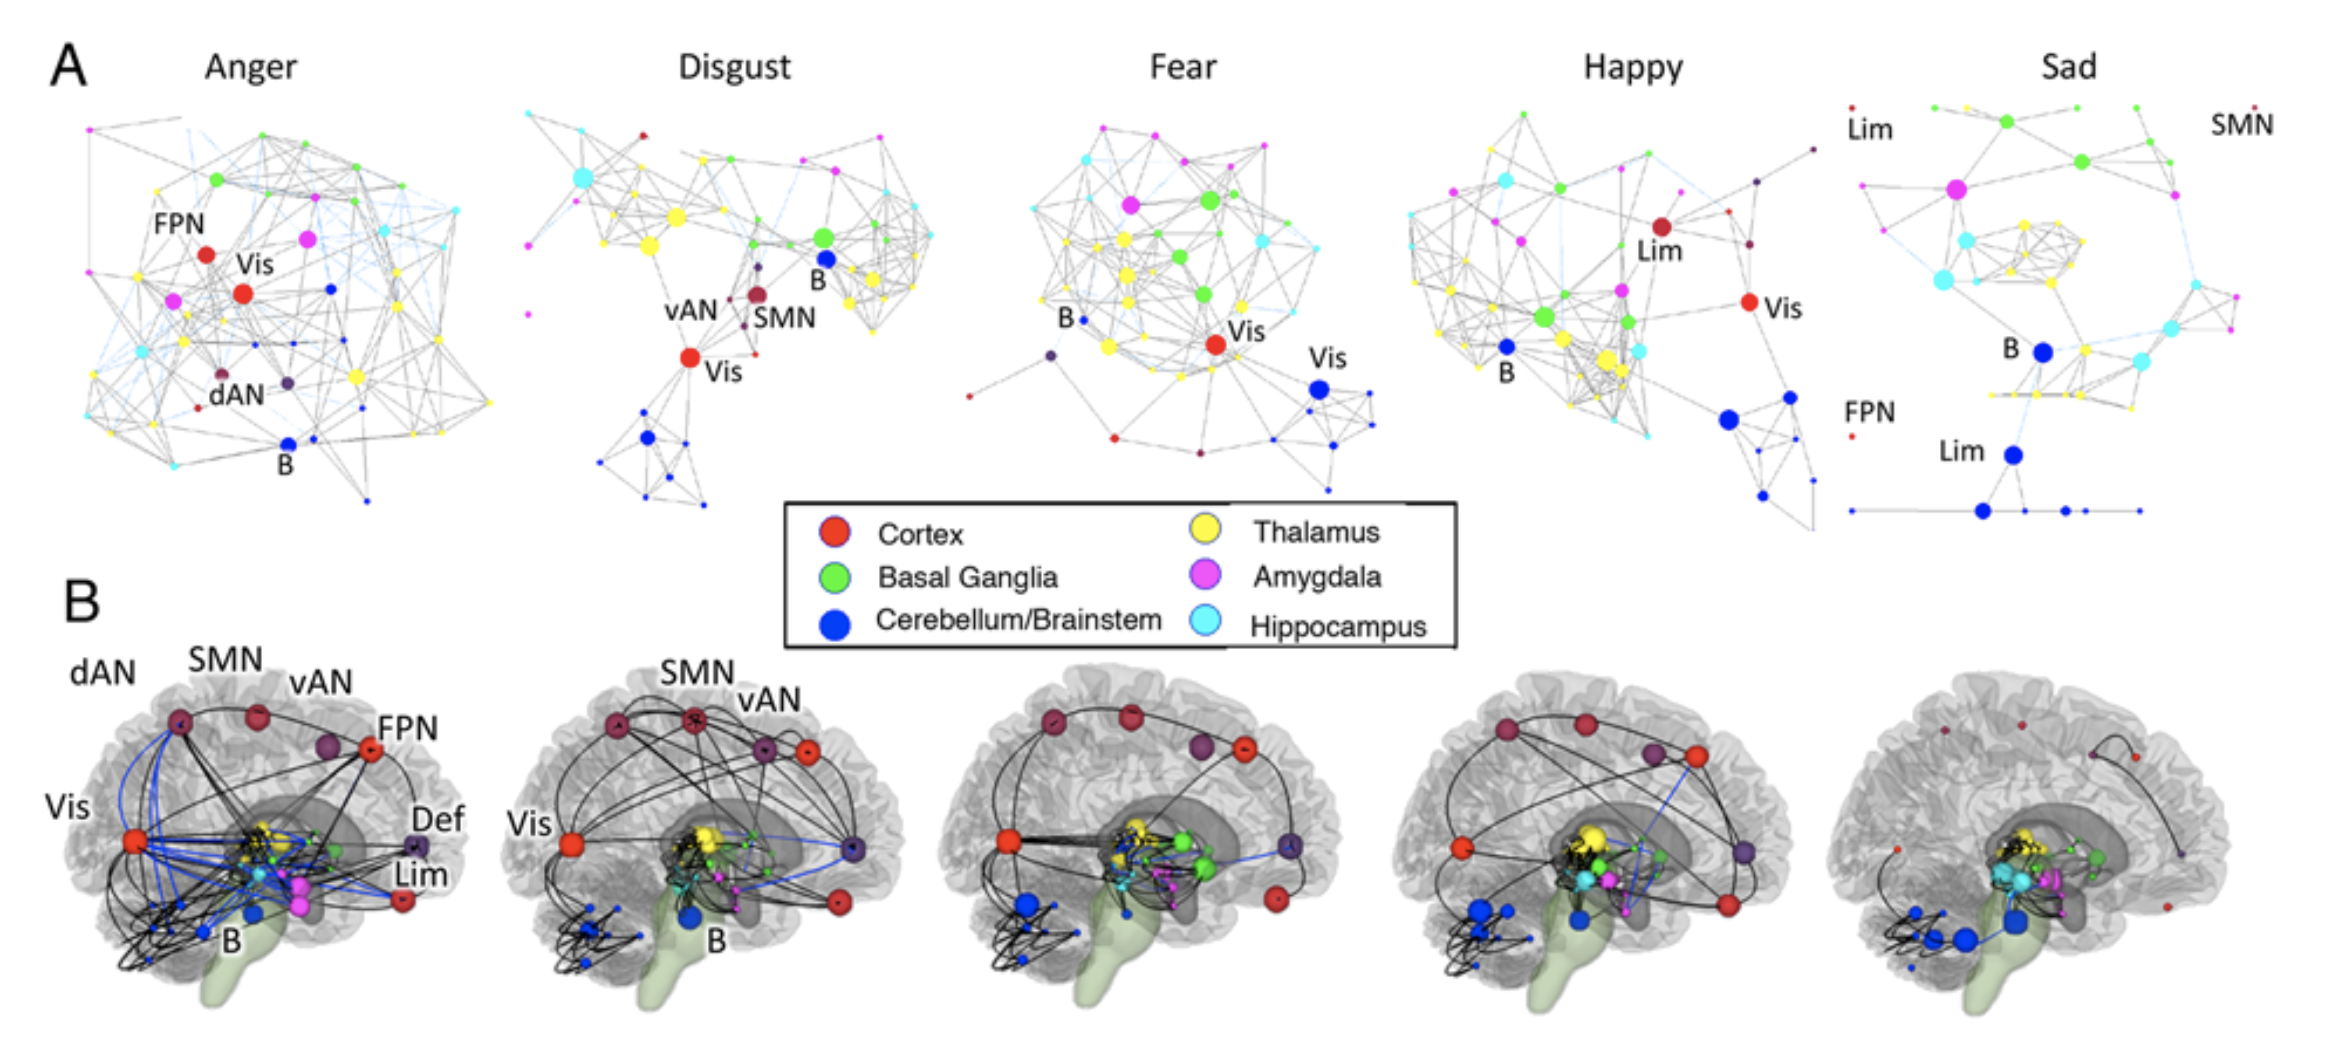 A
Anger
Disgust
Fear
Happy
Sad
FPN
Vis
dAN
B
vAN
SMN
B
Vis
B
Vis
Vis
Lim
Vis
B
Lim
SMN
B
FPN
Lim
Cortex
Thalamus
Basal Ganglia
Amygdala
Cerebellum/Brainstem
Hippocampus
B
dAN
SMN
vAN
FPN
Vis
Def
Lim
B
SMN
vAN
Vis
B